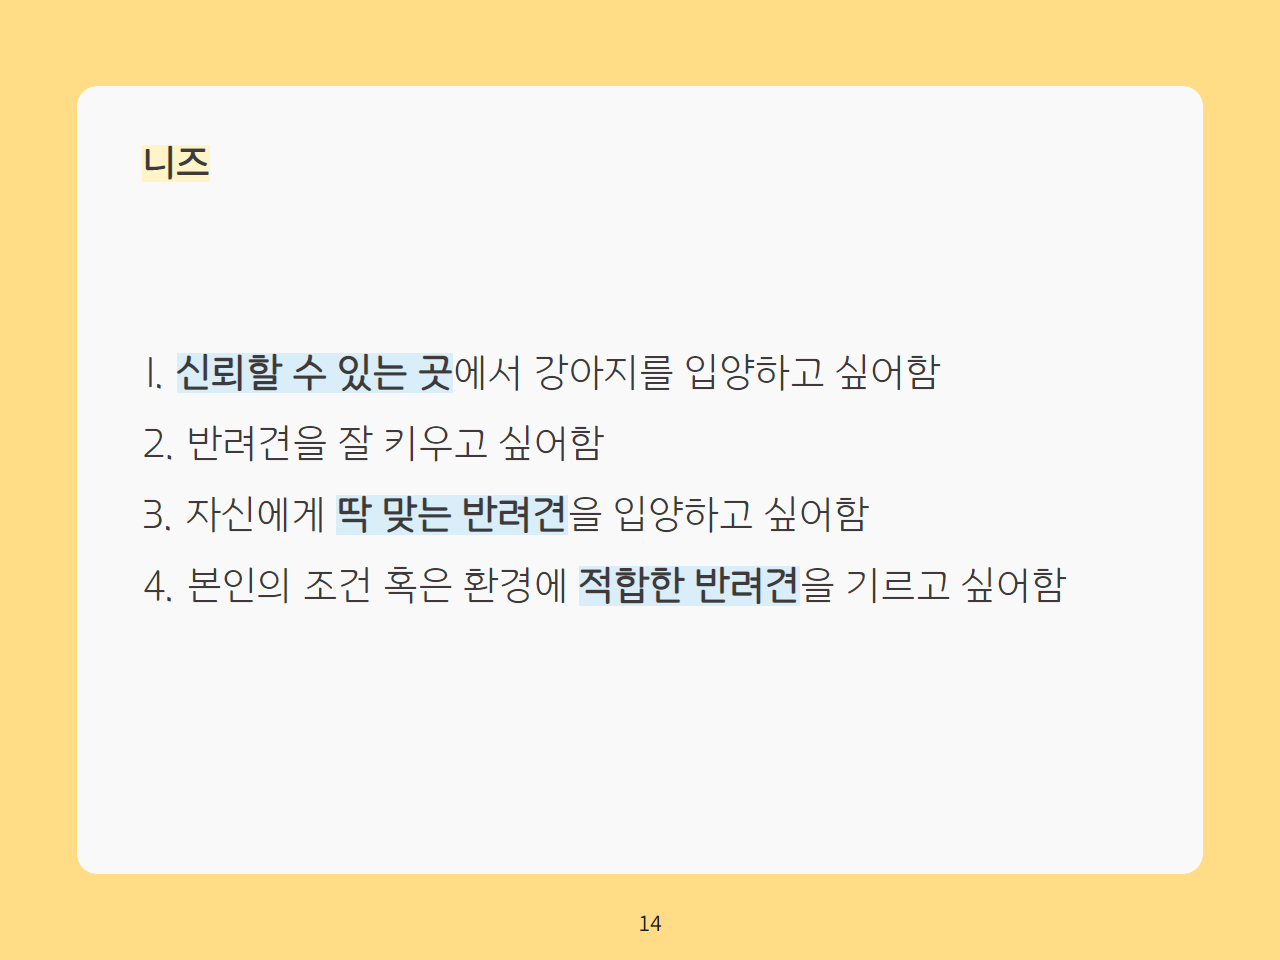 니즈
1. 신뢰할 수 있는 곳에서 강아지를 입양하고 싶어함
2. 반려견을 잘 키우고 싶어함
3. 자신에게 딱 맞는 반려견을 입양하고 싶어함
4. 본인의 조건 혹은 환경에 적합한 반려견을 기르고 싶어함
14